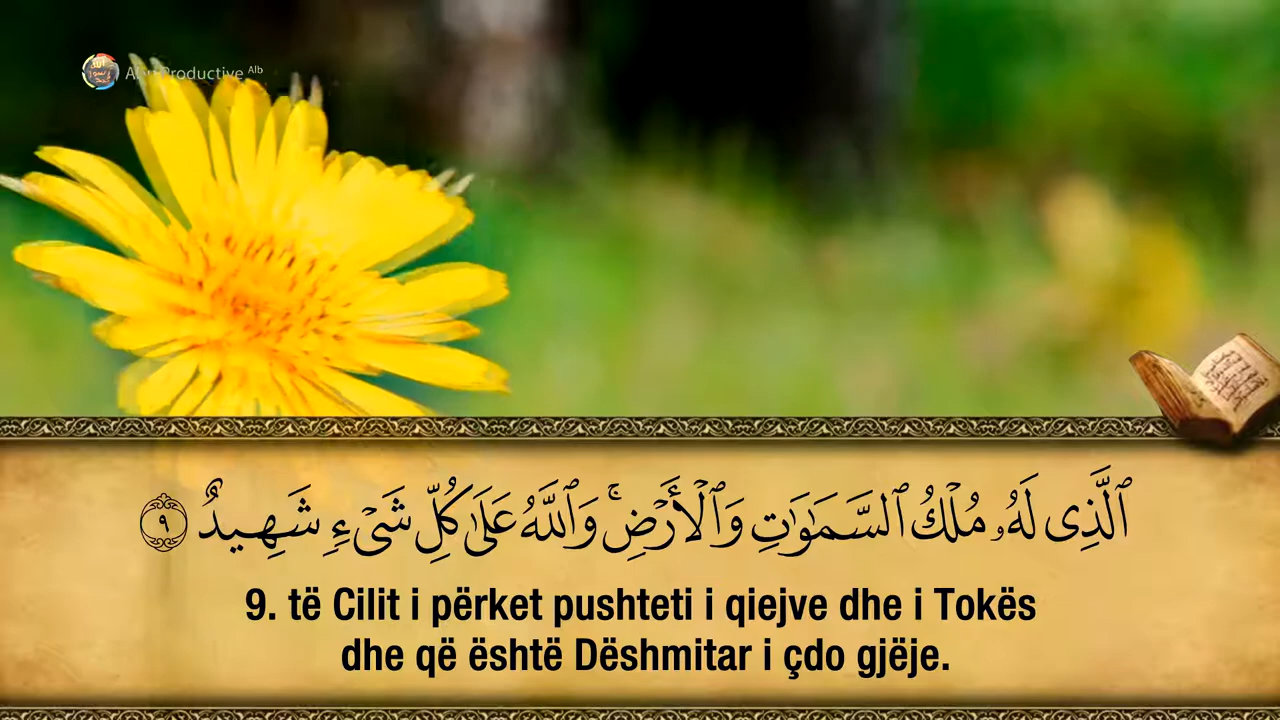 Abu Productive Alb
ٱلَّذِى لَهُۥ مُلْكُ ٱلسَّمَـٰوَٰتِ وَٱلْأَرْضِ ۚ وَٱللَّهُ عَلَىٰ كُلِّ شَىْءٍ شَهِيدٌ ٩
9. të Cilit i përket pushteti i qiejve dhe i Tokës
dhe që është Dëshmitar i çdo gjëje.